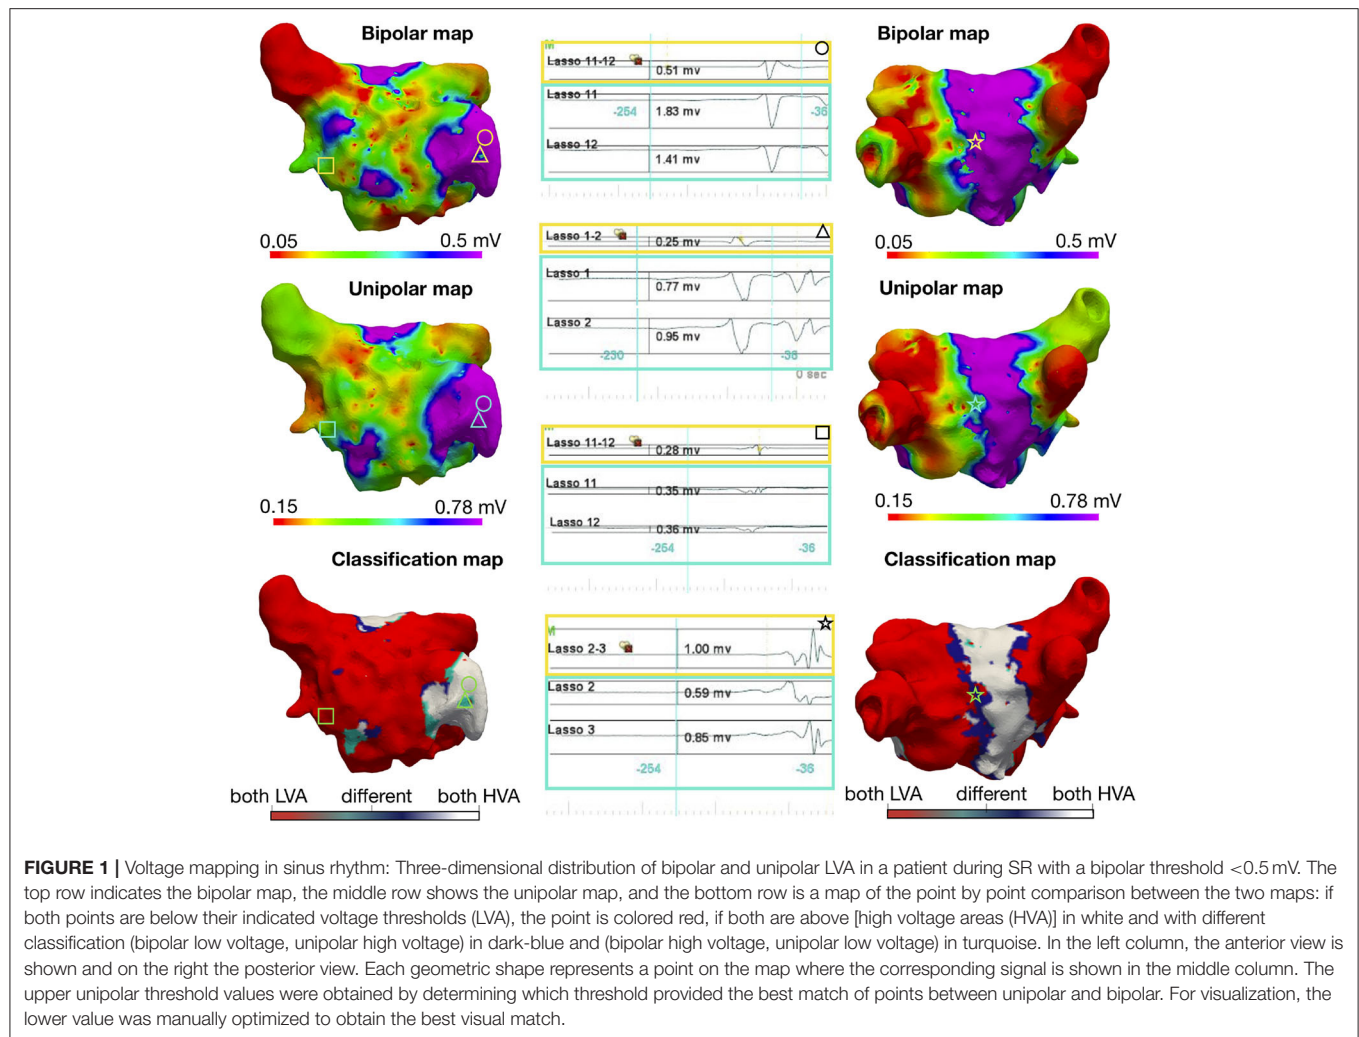 Bipolar map
0.05 0.5 mV
Unipolar map
0.15 0.78 mV
Classification map
both LVA different both HVA
M
Lasso 11-12
0.51 mv
Lasso 11
-254 1.83 mv -36
Lasso 12
1.41 mv
Lasso 1-2
0.25 mv
Lasso 1
0.77 mv
Lasso 2
0.95 mv
-230 -36
0 sec
Lasso 11-12
0.28 mv
Lasso 11
0.35 mv
Lasso 12
0.36 mv
-254 -36
M
Lasso 2-3 1.00 mv
Lasso 2
0.59 mv
Lasso 3
0.85 mv
-254 -36
Bipolar map
0.05 0.5 mV
Unipolar map
0.15 0.78 mV
Classification map
both LVA different both HVA
FIGURE 1 | Voltage mapping in sinus rhythm: Three-dimensional distribution of bipolar and unipolar LVA in a patient during SR with a bipolar threshold <0.5 mV. The
top row indicates the bipolar map, the middle row shows the unipolar map, and the bottom row is a map of the point by point comparison between the two maps: if
both points are below their indicated voltage thresholds (LVA), the point is colored red, if both are above [high voltage areas (HVA)] in white and with different
classification (bipolar low voltage, unipolar high voltage) in dark-blue and (bipolar high voltage, unipolar low voltage) in turquoise. In the left column, the anterior view is
shown and on the right the posterior view. Each geometric shape represents a point on the map where the corresponding signal is shown in the middle column. The
upper unipolar threshold values were obtained by determining which threshold provided the best match of points between unipolar and bipolar. For visualization, the
lower value was manually optimized to obtain the best visual match.